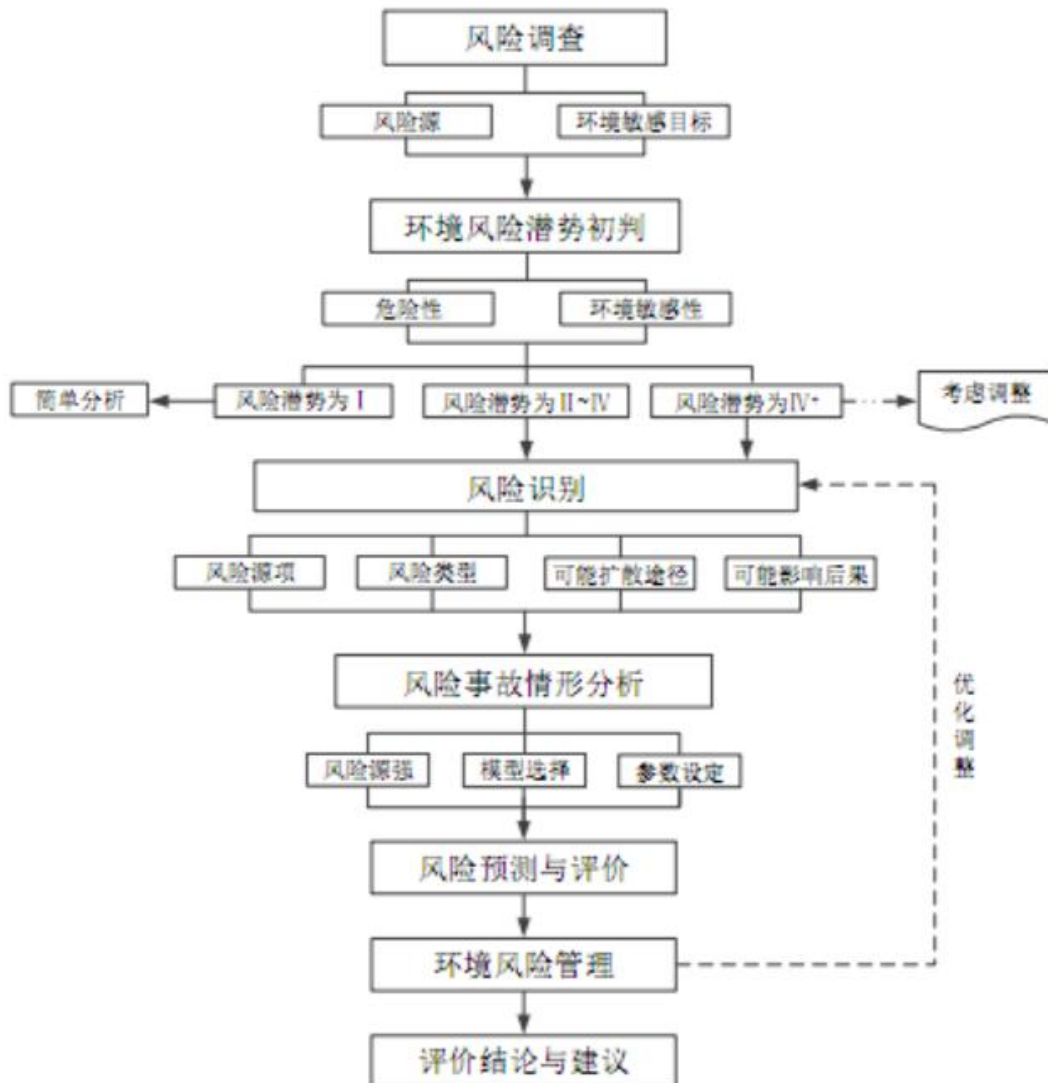 风险调查
风险源
环境敏感目标
环境风险潜势初判
危险性
环境敏感性
简单分析
风险潜势为Ⅰ
风险潜势为Ⅱ~Ⅳ
风险潜势为Ⅳ+
考虑调整
风险识别
风险源项
风险类型
可能扩散途径
可能影响后果
风险事故情形分析
优化调整
风险源强
模型选择
参数设定
风险预测与评价
环境风险管理
评价结论与建议